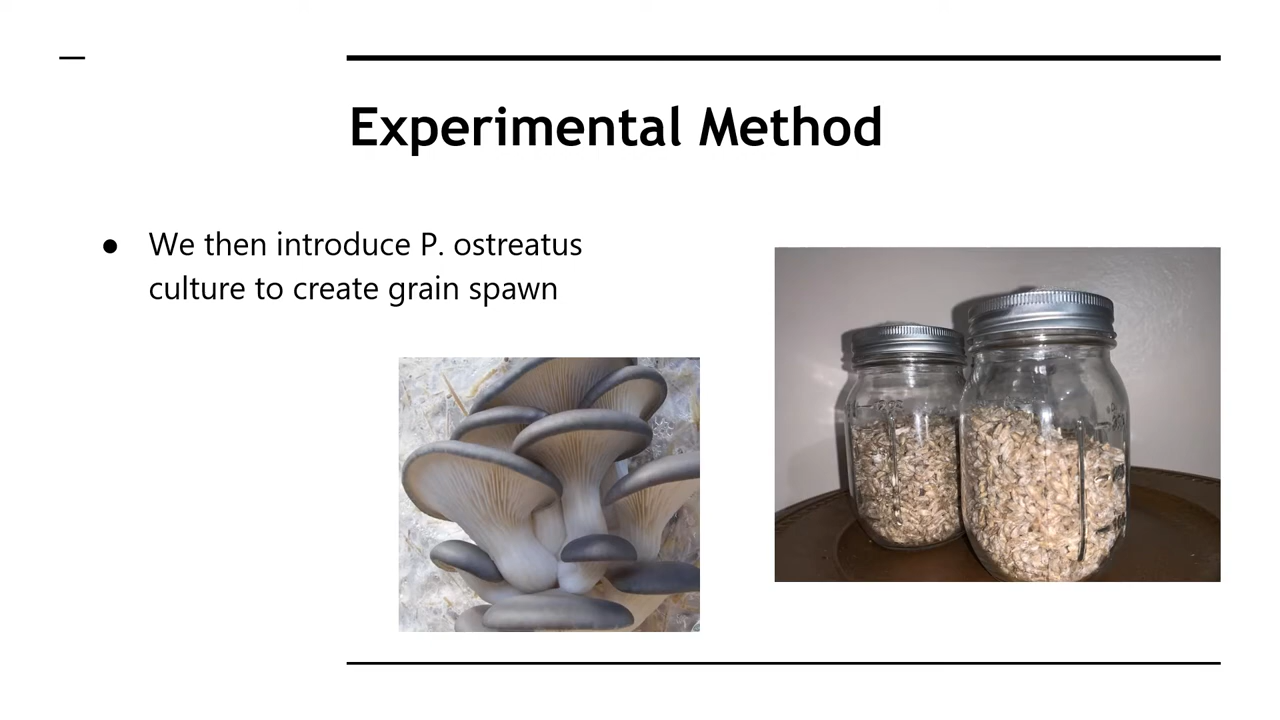 Experimental Method
● We then introduce P. ostreatus
culture to create grain spawn